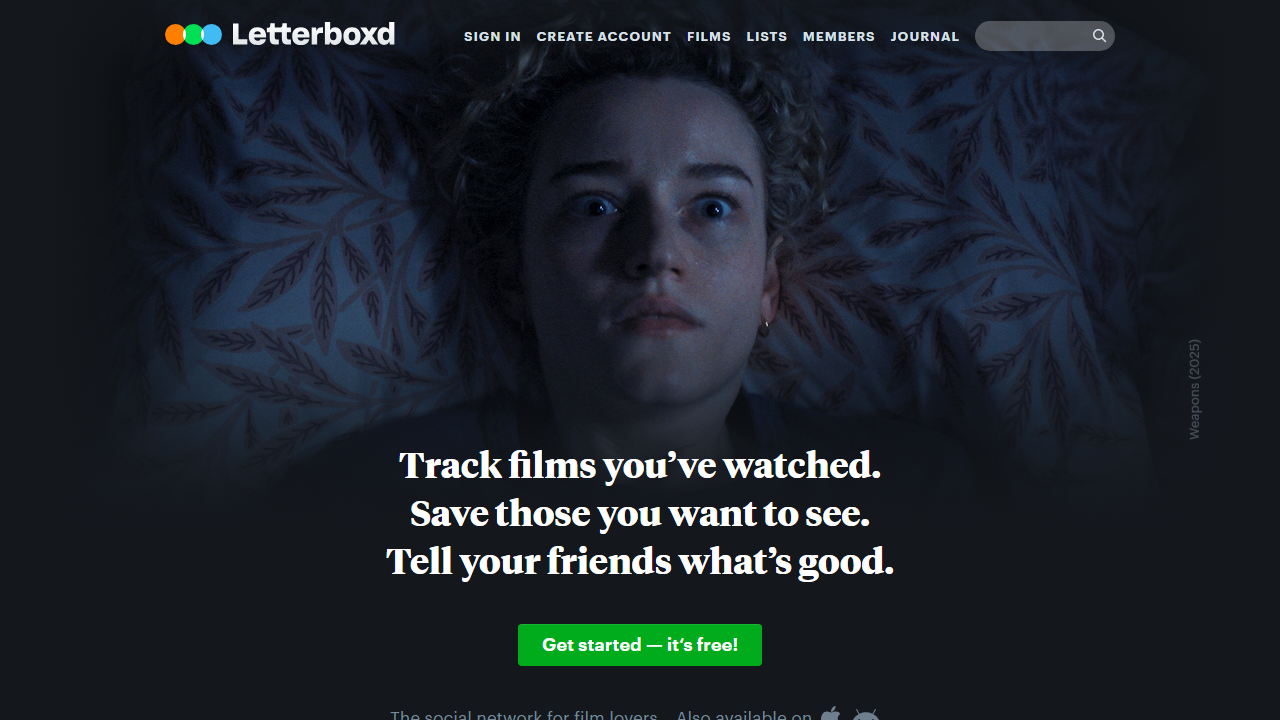 Letterboxd
SIGN IN CREATE ACCOUNT FILMS LISTS MEMBERS JOURNAL
Weapons (2025)
Track films you’ve watched.
Save those you want to see.
Tell your friends what’s good.
Get started — it’s free!
The social network for film lovers. Also available on